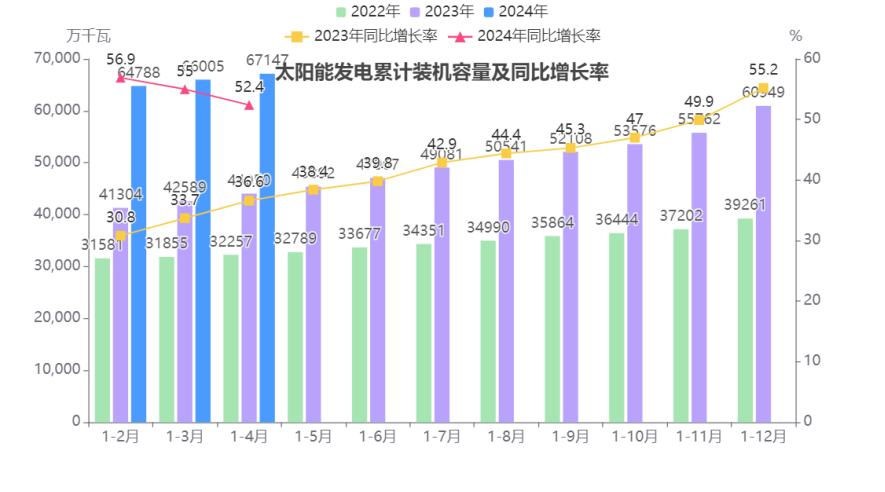 2022年 2023年 2024年
2023年同比增长率 2024年同比增长率
万千瓦 %
太阳能发电累计装机容量及同比增长率
70,000 60
60,000 50
50,000 40
40,000 30
30,000 20
20,000 10
10,000 0
0
56.9 55 52.4
64788 66005 67147
30.8 33.7 36.6 38.4 39.8 42.9 44.4 45.3 47 49.9 55.2
41304 42589 49081 50541 52108 53576 55762 60949
31581 31855 32257 32789 33677 34351 34990 35864 36444 37202 39261
1-2月 1-3月 1-4月 1-5月 1-6月 1-7月 1-8月 1-9月 1-10月 1-11月 1-12月